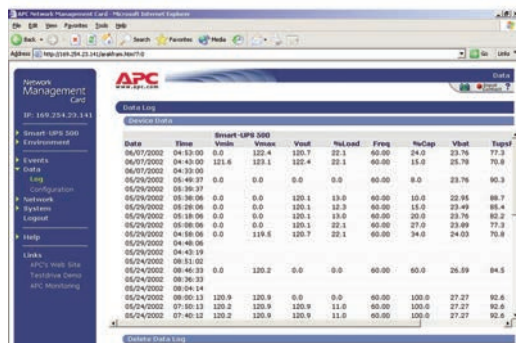 APC Network Management Card - Microsoft Internet Explorer
File Edit View Favorites Tools Help
Back Search Favorites Media
Address http://169.254.23.141/ Go Links
Network
Management
Card
IP: 169.254.23.141
Smart-UPS 500
Environment
Events
Data
Log
Configuration
Network
System
Logout
Help
Links
APC's Web Site
Testdrive Demo
APC Monitoring
APC
www.apc.com
Data
Help
Data Log
Device Data
Smart-UPS 500
Date Time Vmin Vmax Vout %Load Freq %Cap Vbat TupsF
06/07/2002 04:53:00 0.0 122.4 120.7 22.1 60.00 24.0 23.76 77.3
06/07/2002 04:43:00 121.6 123.1 122.4 22.1 60.00 15.0 25.78 70.8
06/07/2002 04:33:00
05/29/2002 05:49:37 0.0 0.0 0.0 0.0 60.00 8.0 23.76 90.3
05/29/2002 05:39:37
05/29/2002 05:38:06 0.0 0.0 120.1 13.0 60.00 10.0 22.95 88.7
05/29/2002 05:28:06 0.0 0.0 120.1 12.3 60.00 15.0 23.49 85.4
05/29/2002 05:18:06 0.0 0.0 120.1 13.0 60.00 20.0 23.76 82.2
05/29/2002 05:08:06 0.0 0.0 120.1 22.1 60.00 27.0 23.89 77.3
05/29/2002 04:58:06 0.0 119.5 120.7 22.1 60.00 34.0 24.03 70.8
05/29/2002 04:48:06
05/29/2002 04:43:19
05/24/2002 08:51:02
05/24/2002 08:46:33 0.0 120.2 0.0 0.0 60.00 60.0 26.59 84.5
05/24/2002 08:36:33
05/24/2002 08:04:14
05/24/2002 08:00:13 120.9 120.9 0.0 0.0 60.00 100.0 27.27 92.6
05/24/2002 07:50:13 120.2 120.9 120.9 11.0 60.00 100.0 27.27 92.6
05/24/2002 07:40:12 120.2 120.9 120.9 11.0 60.00 100.0 27.27 92.6
Delete Data Log